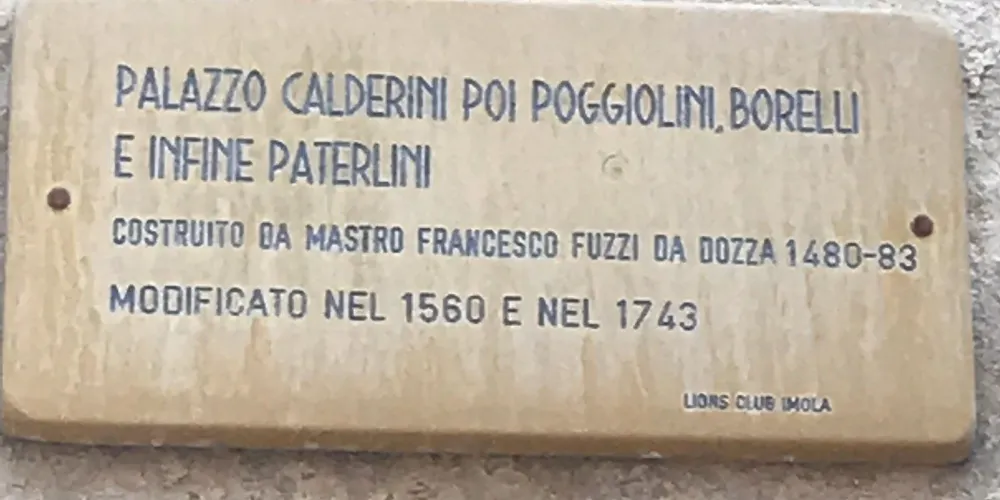 PALAZZO CALDERINI POI POGGIOLINI, BORELLI
E INFINE PATERLINI
COSTRUITO DA MASTRO FRANCESCO FUZZI DA DOZZA 1480-83
MODIFICATO NEL 1560 E NEL 1743
LIONS CLUB IMOLA